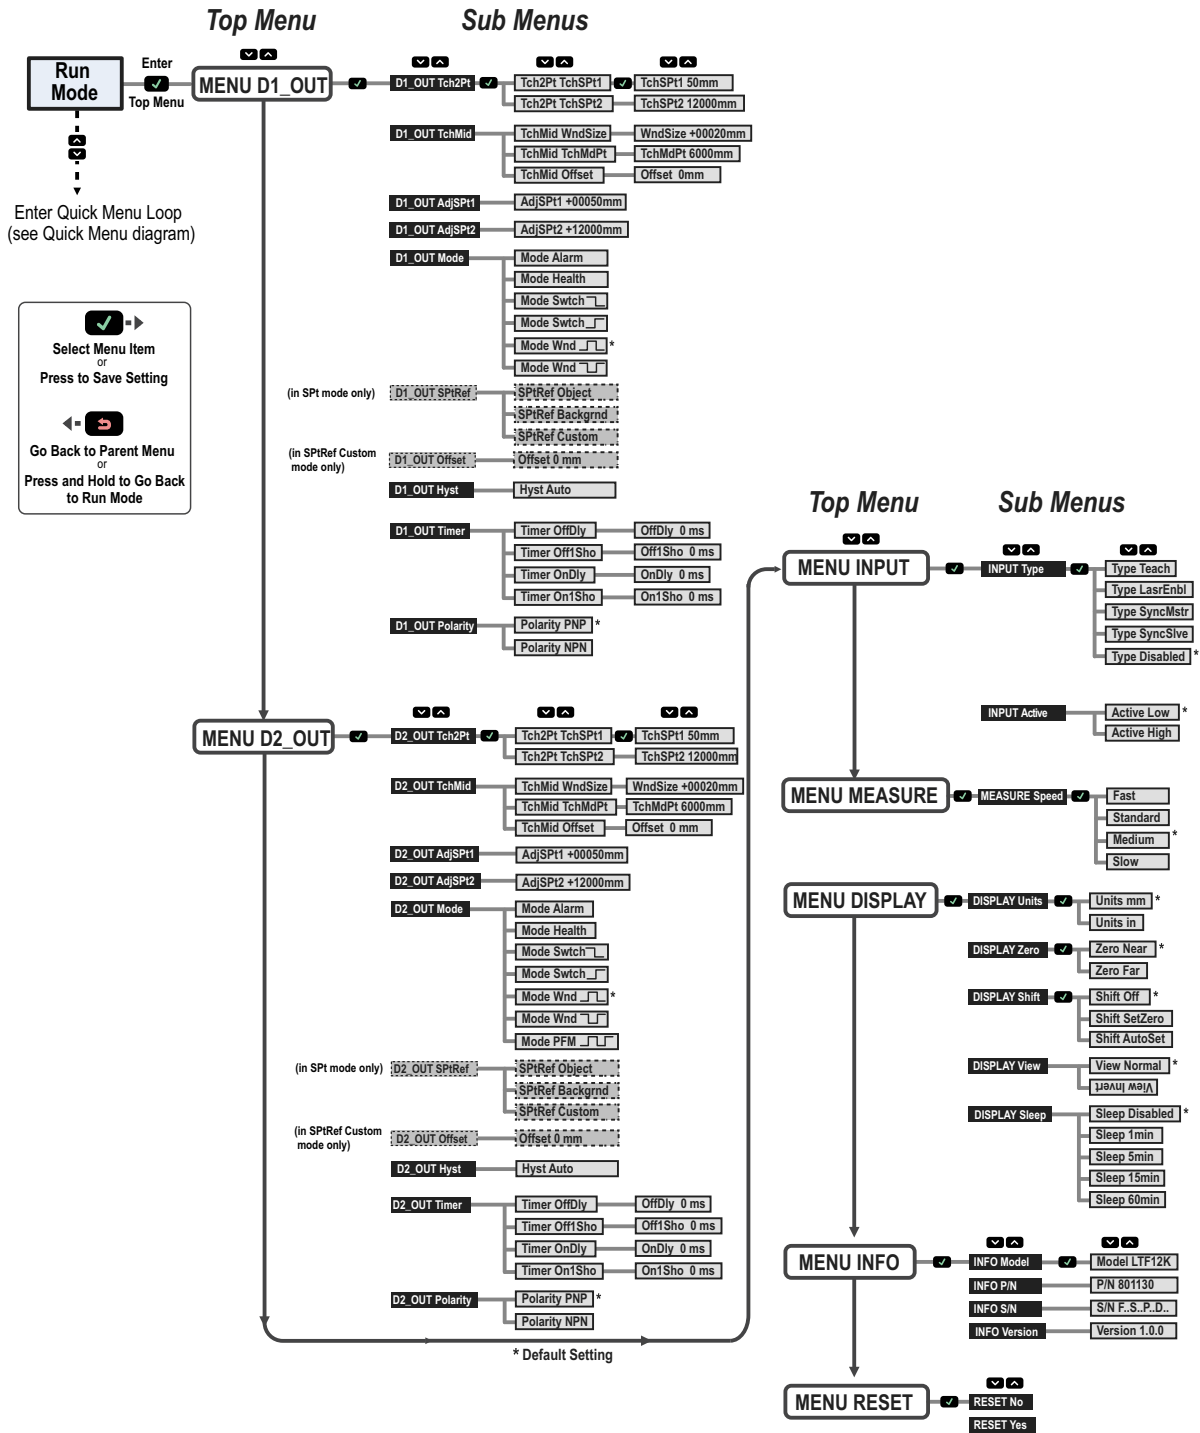 Top Menu
Sub Menus
Run
Mode
Enter
Top Menu
Enter Quick Menu Loop
(see Quick Menu diagram)
Select Menu Item
or
Press to Save Setting
Go Back to Parent Menu
or
Press and Hold to Go Back
to Run Mode
MENU D1_OUT
D1_OUT Tch2Pt
Tch2Pt TchSPt1
TchSPt1 50mm
Tch2Pt TchSPt2
TchSPt2 12000mm
D1_OUT TchMid
TchMid WndSize
WndSize +00020mm
TchMid TchMdPt
TchMdPt 6000mm
TchMid Offset
Offset 0mm
D1_OUT AdjSPt1
AdjSPt1 +00050mm
D1_OUT AdjSPt2
AdjSPt2 +12000mm
D1_OUT Mode
Mode Alarm
Mode Health
Mode Swtch
Mode Swtch
Mode Wnd *
Mode Wnd
(in SPt mode only)
D1_OUT SPtRef
SPtRef Object
SPtRef Backgrnd
SPtRef Custom
(in SPtRef Custom
mode only)
D1_OUT Offset
Offset 0 mm
D1_OUT Hyst
Hyst Auto
D1_OUT Timer
Timer OffDly
OffDly 0 ms
Timer Off1Sho
Off1Sho 0 ms
Timer OnDly
OnDly 0 ms
Timer On1Sho
On1Sho 0 ms
D1_OUT Polarity
Polarity PNP *
Polarity NPN
MENU D2_OUT
D2_OUT Tch2Pt
Tch2Pt TchSPt1
TchSPt1 50mm
Tch2Pt TchSPt2
TchSPt2 12000mm
D2_OUT TchMid
TchMid WndSize
WndSize +00020mm
TchMid TchMdPt
TchMdPt 6000mm
TchMid Offset
Offset 0 mm
D2_OUT AdjSPt1
AdjSPt1 +00050mm
D2_OUT AdjSPt2
AdjSPt2 +12000mm
D2_OUT Mode
Mode Alarm
Mode Health
Mode Swtch
Mode Swtch
Mode Wnd *
Mode Wnd
Mode PFM
(in SPt mode only)
D2_OUT SPtRef
SPtRef Object
SPtRef Backgrnd
SPtRef Custom
(in SPtRef Custom
mode only)
D2_OUT Offset
Offset 0 mm
D2_OUT Hyst
Hyst Auto
D2_OUT Timer
Timer OffDly
OffDly 0 ms
Timer Off1Sho
Off1Sho 0 ms
Timer OnDly
OnDly 0 ms
Timer On1Sho
On1Sho 0 ms
D2_OUT Polarity
Polarity PNP *
Polarity NPN
* Default Setting
Top Menu
Sub Menus
MENU INPUT
INPUT Type
Type Teach
Type LasrEnbl
Type SyncMstr
Type SyncSlve
Type Disabled *
INPUT Active
Active Low *
Active High
MENU MEASURE
MEASURE Speed
Fast
Standard
Medium *
Slow
MENU DISPLAY
DISPLAY Units
Units mm *
Units in
DISPLAY Zero
Zero Near *
Zero Far
DISPLAY Shift
Shift Off *
Shift SetZero
Shift AutoSet
DISPLAY View
View Normal *
View Invert
DISPLAY Sleep
Sleep Disabled *
Sleep 1min
Sleep 5min
Sleep 15min
Sleep 60min
MENU INFO
INFO Model
Model LTF12K
INFO P/N
P/N 801130
INFO S/N
S/N F..S..P..D..
INFO Version
Version 1.0.0
MENU RESET
RESET No
RESET Yes